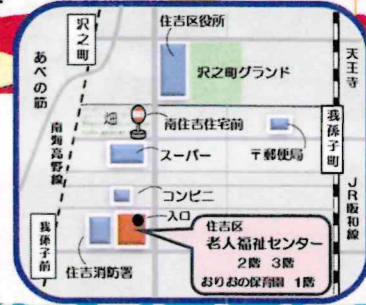 住吉区役所
沢之町
あべの筋
沢之町グランド
天王寺
畑
南住吉住宅前
我孫子町
〒郵便局
南海高野線
スーパー
コンビニ
入口
JR阪和線
我孫子前
住吉消防署
住吉区
老人福祉センター
2階 3階
おりおの保育園 1階